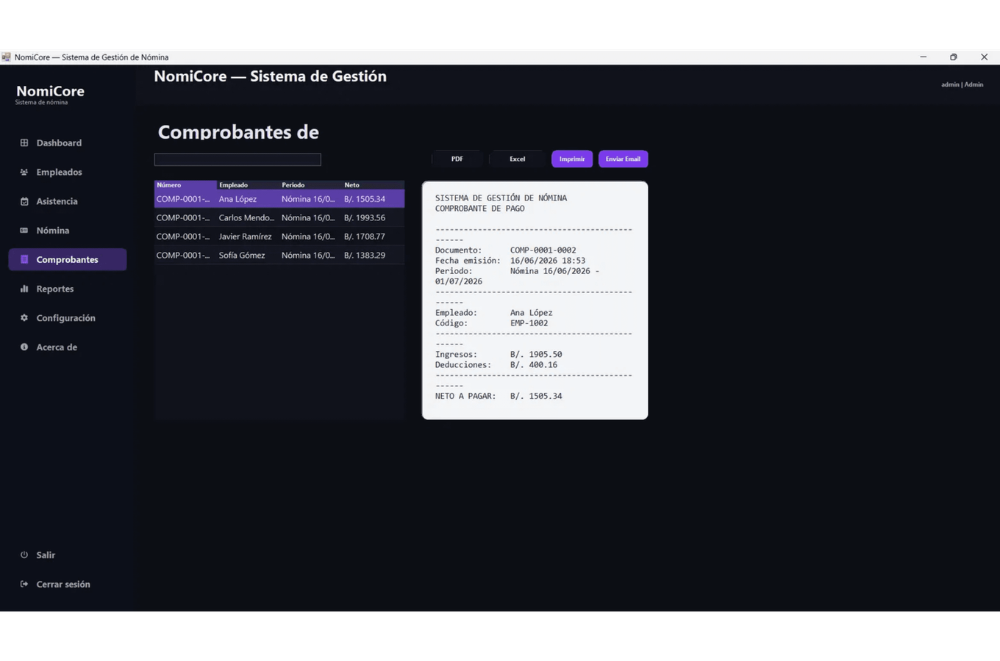 NomiCore — Sistema de Gestión de Nómina
NomiCore
Sistema de nómina
NomiCore — Sistema de Gestión
admin | Admin
Dashboard
Empleados
Asistencia
Nómina
Comprobantes
Reportes
Configuración
Acerca de
Salir
Cerrar sesión
Comprobantes de
PDF Excel Imprimir Enviar Email
Número Empleado Periodo Neto
COMP-0001-... Ana López Nómina 16/0... B/. 1505.34
COMP-0001-... Carlos Mendo... Nómina 16/0... B/. 1993.56
COMP-0001-... Javier Ramírez Nómina 16/0... B/. 1708.77
COMP-0001-... Sofía Gómez Nómina 16/0... B/. 1383.29
SISTEMA DE GESTIÓN DE NÓMINA
COMPROBANTE DE PAGO
------------------------------------------
------
Documento: COMP-0001-0002
Fecha emisión: 16/06/2026 18:53
Periodo: Nómina 16/06/2026 -
01/07/2026
------------------------------------------
------
Empleado: Ana López
Código: EMP-1002
------------------------------------------
------
Ingresos: B/. 1905.50
Deducciones: B/. 400.16
------------------------------------------
------
NETO A PAGAR: B/. 1505.34